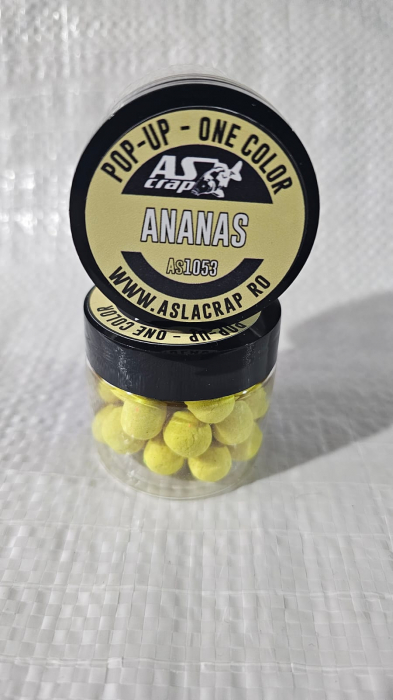 POP-UP - ONE COLOR
AS
crap
ANANAS
AS1053
WWW.ASLACRAP RO
POP-UP - ONE COLOR